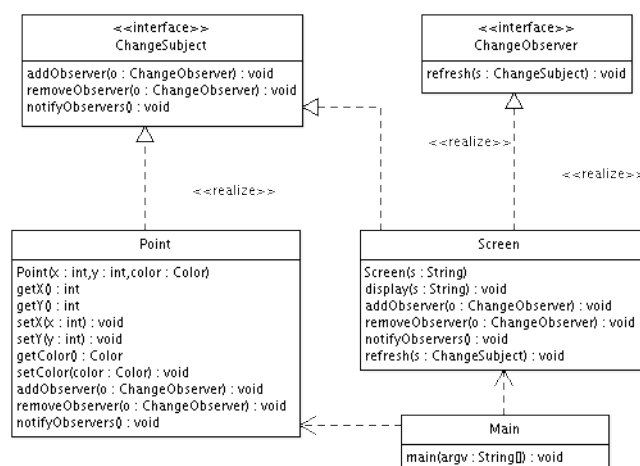 <<interface>>
ChangeSubject
addObserver(o : ChangeObserver) : void
removeObserver(o : ChangeObserver) : void
notifyObservers() : void
<<interface>>
ChangeObserver
refresh(s : ChangeSubject) : void
<<realize>>
<<realize>>
<<realize>>
Point
Point(x : int,y : int,color : Color)
getX() : int
getY() : int
setX(x : int) : void
setY(y : int) : void
getColor() : Color
setColor(color : Color) : void
addObserver(o : ChangeObserver) : void
removeObserver(o : ChangeObserver) : void
notifyObservers() : void
Screen
Screen(s : String)
display(s : String) : void
addObserver(o : ChangeObserver) : void
removeObserver(o : ChangeObserver) : void
notifyObservers() : void
refresh(s : ChangeSubject) : void
Main
main(argv : String[]) : void